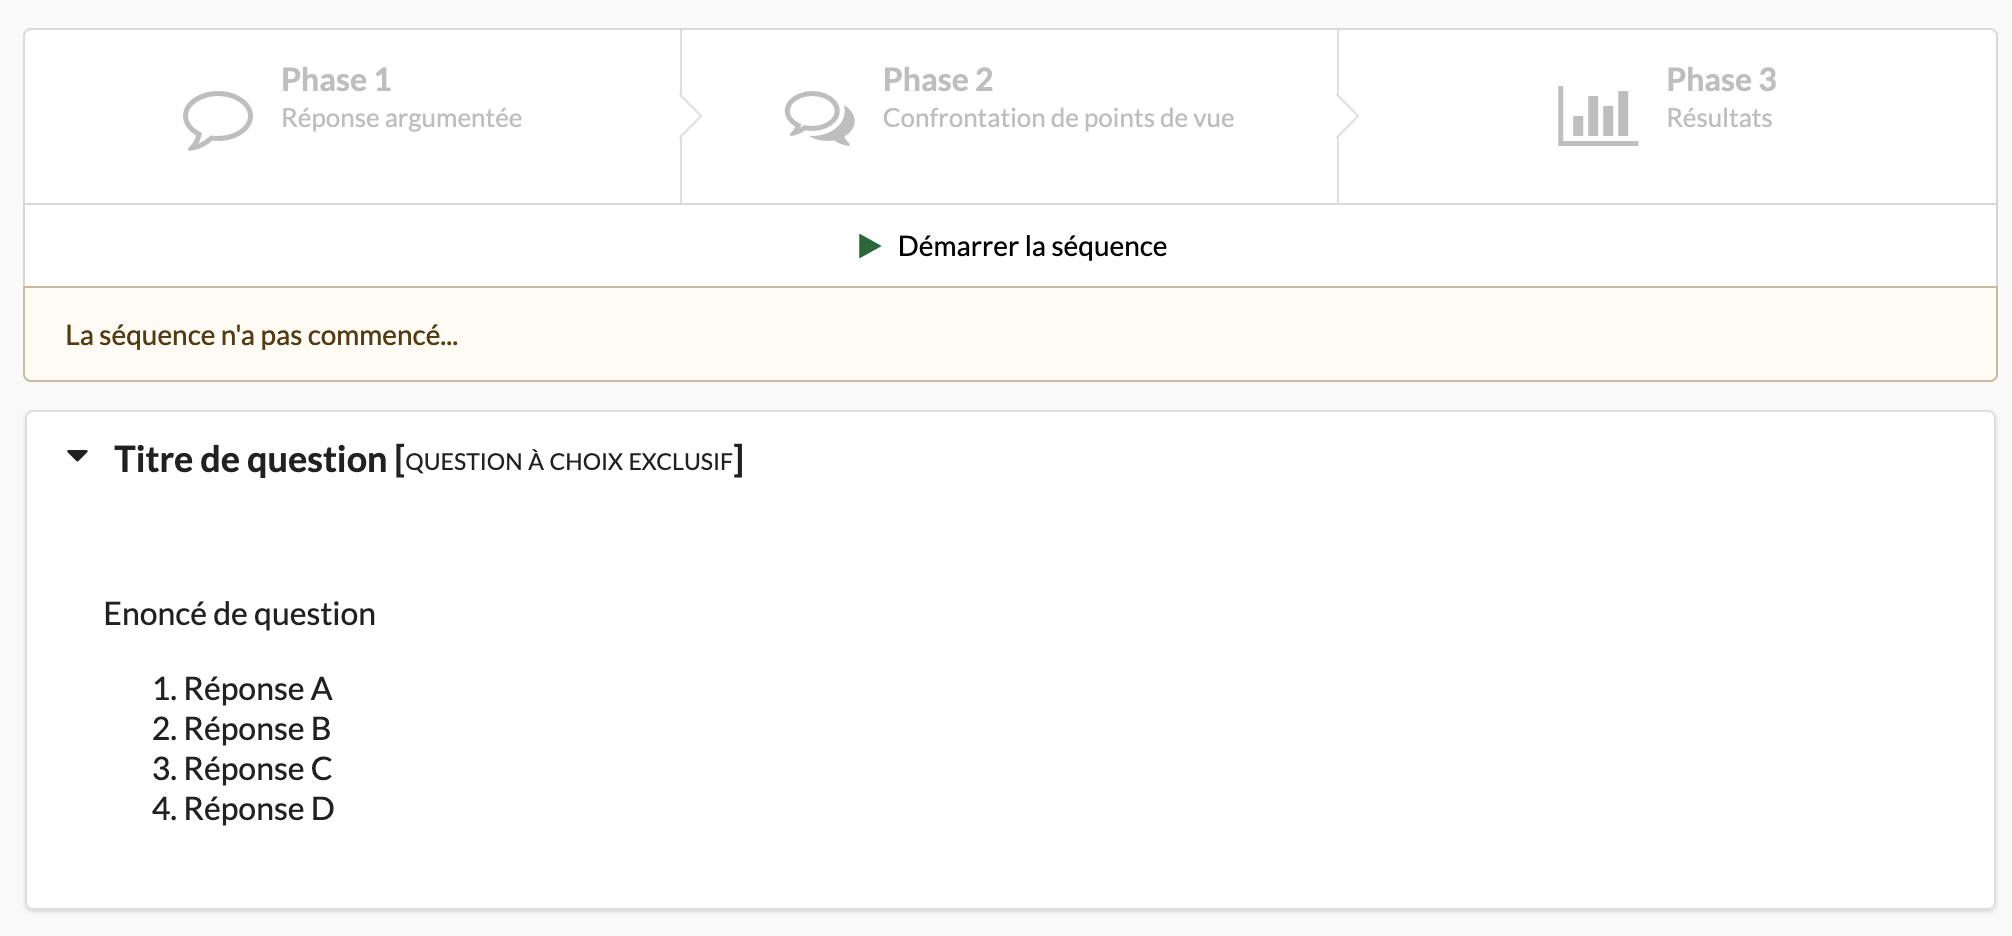 Phase 1
Réponse argumentée
Phase 2
Confrontation de points de vue
Phase 3
Résultats
Démarrer la séquence
La séquence n'a pas commencé...
Titre de question [QUESTION À CHOIX EXCLUSIF]
Enoncé de question
1. Réponse A
2. Réponse B
3. Réponse C
4. Réponse D